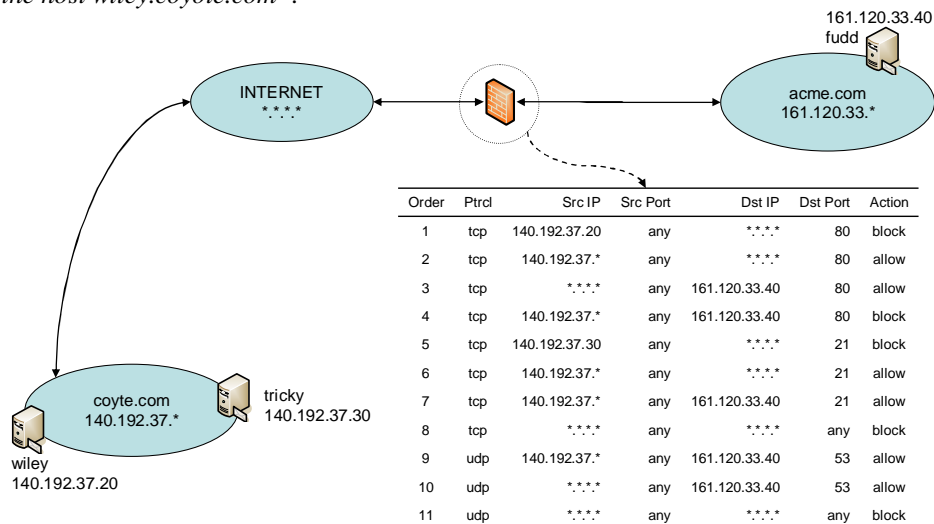 the host wiley.coyote.com".
161.120.33.40
fudd
INTERNET
*.*.*.*
acme.com
161.120.33.*
Order Ptrcl Src IP Src Port Dst IP Dst Port Action
1 tcp 140.192.37.20 any *.*.*.* 80 block
2 tcp 140.192.37.* any *.*.*.* 80 allow
3 tcp *.*.*.* any 161.120.33.40 80 allow
4 tcp 140.192.37.* any 161.120.33.40 80 block
5 tcp 140.192.37.30 any *.*.*.* 21 block
6 tcp 140.192.37.* any *.*.*.* 21 allow
7 tcp 140.192.37.* any 161.120.33.40 21 allow
8 tcp *.*.*.* any *.*.*.* any block
9 udp 140.192.37.* any 161.120.33.40 53 allow
10 udp *.*.*.* any 161.120.33.40 53 allow
11 udp *.*.*.* any *.*.*.* any block
coyte.com
140.192.37.*
tricky
140.192.37.30
wiley
140.192.37.20